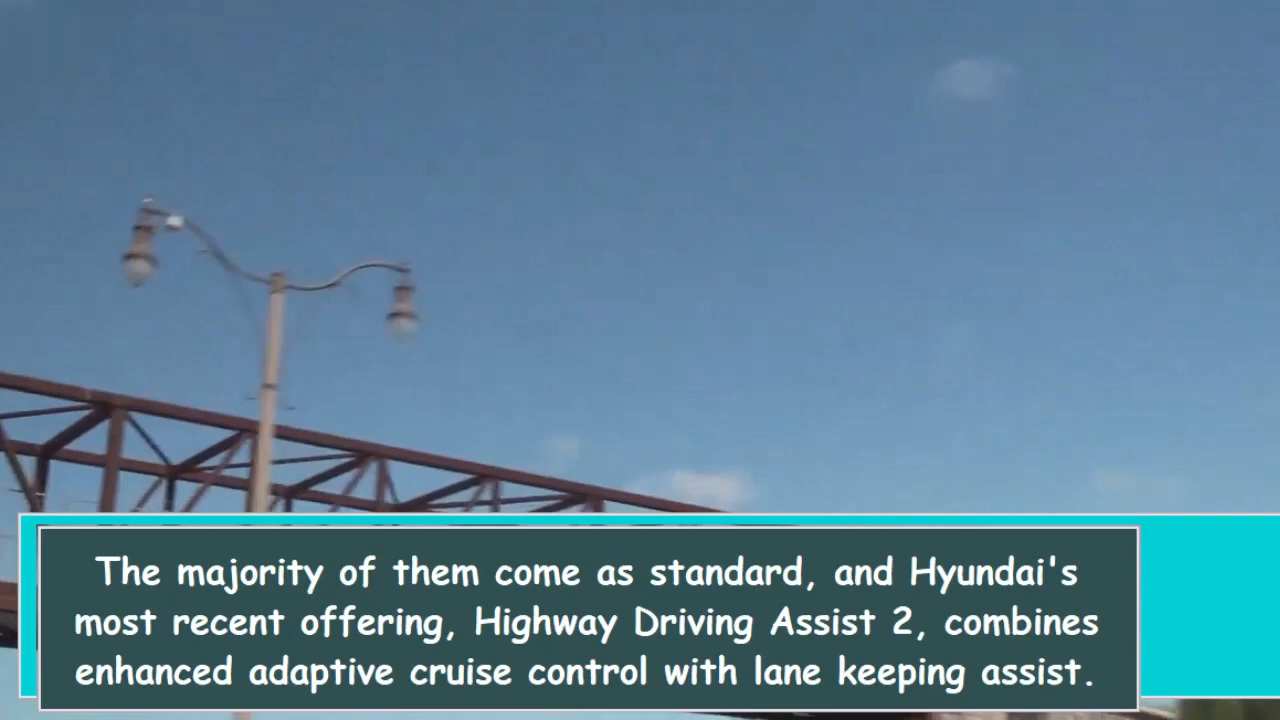 The majority of them come as standard, and Hyundai's
most recent offering, Highway Driving Assist 2, combines
enhanced adaptive cruise control with lane keeping assist.